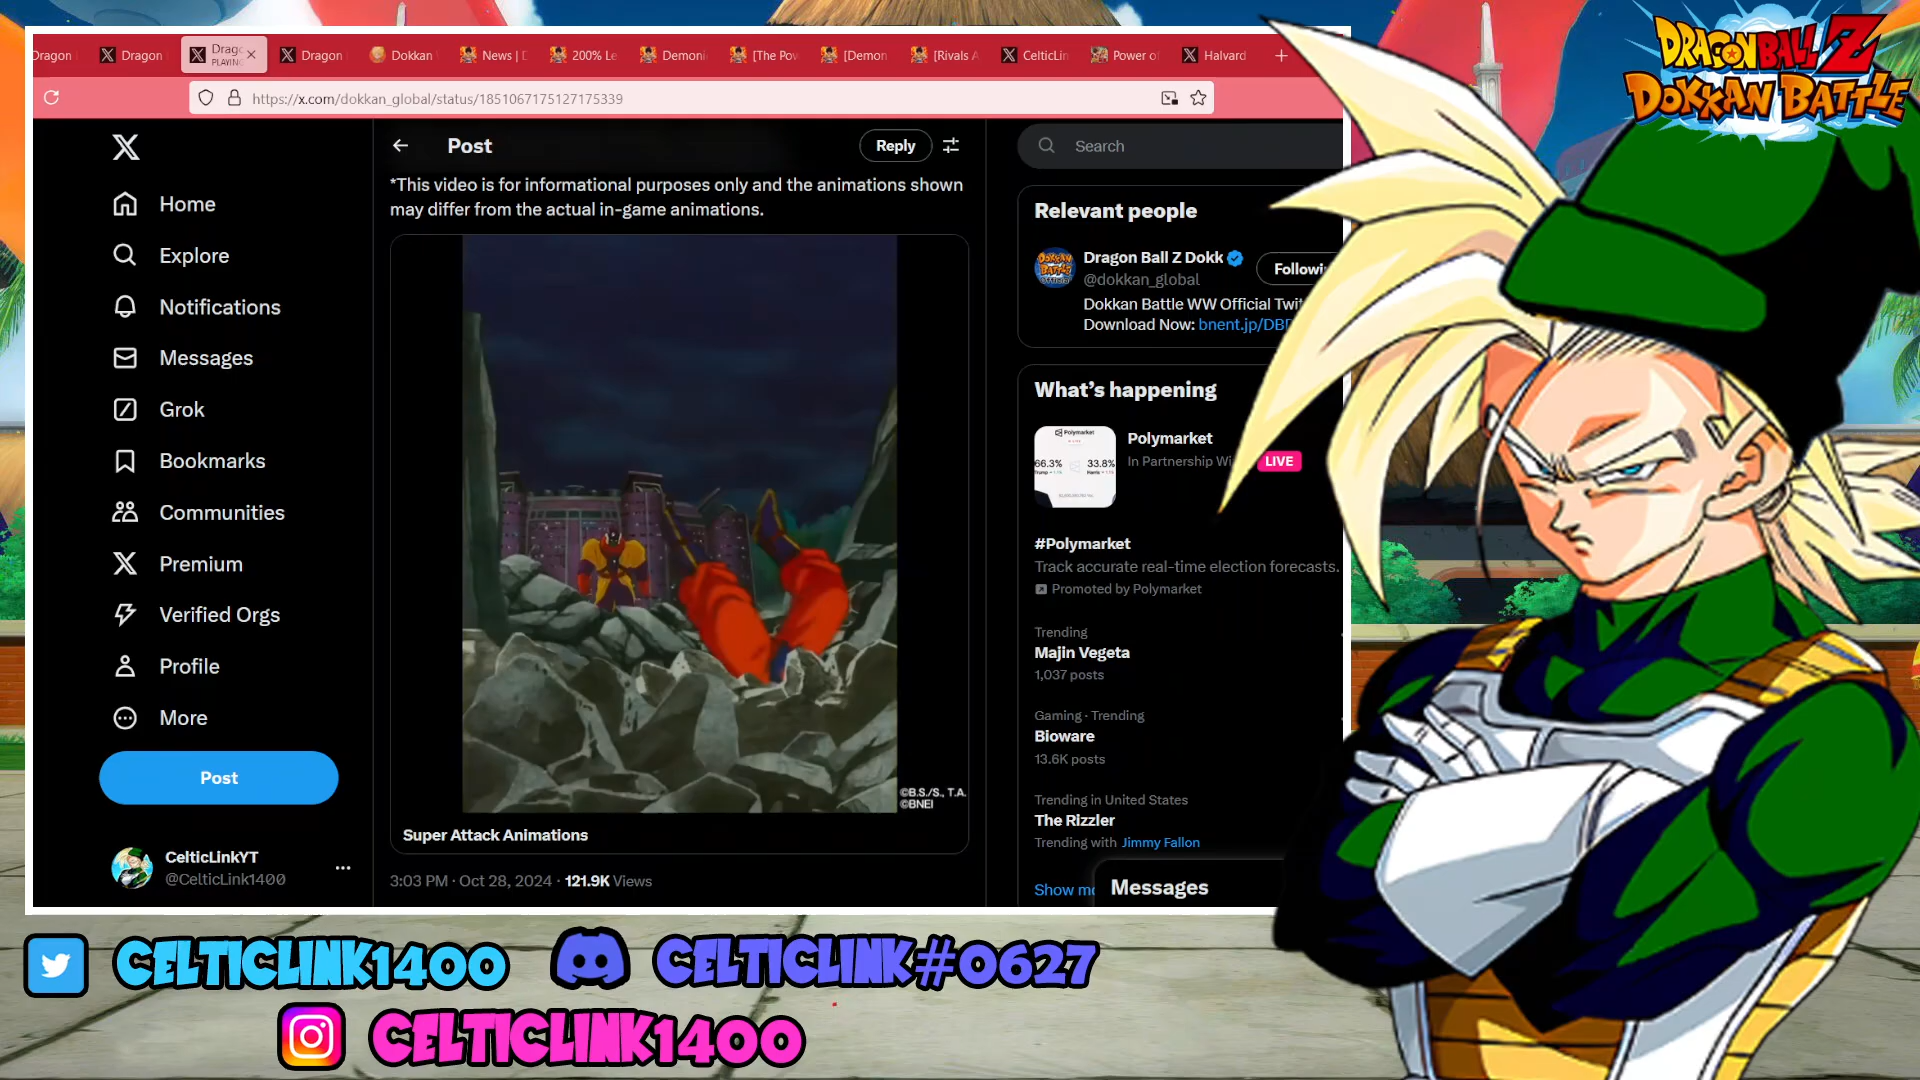 Dragon
Dragon
Drag
PLAYING
Dragon
Dokkan
News | D
200% Le
Demoni
[The Pow
[Demon
[Rivals A
CelticLin
Power o
Halvard
https://x.com/dokkan_global/status/1851067175127175339
Home
Explore
Notifications
Messages
Grok
Bookmarks
Communities
Premium
Verified Orgs
Profile
More
Post
CelticLinkYT
@CelticLink1400
Post
Reply
*This video is for informational purposes only and the animations shown
may differ from the actual in-game animations.
©B.S./S., T.A.
©BNEI
Super Attack Animations
3:03 PM · Oct 28, 2024 · 121.9K Views
Search
Relevant people
Dragon Ball Z Dokk
@dokkan_global
Followi
Dokkan Battle WW Official Twit
Download Now: bnent.jp/DB
What's happening
Polymarket
66.3%
33.8%
Polymarket
In Partnership Wi
LIVE
#Polymarket
Track accurate real-time election forecasts.
Promoted by Polymarket
Trending
Majin Vegeta
1,037 posts
Gaming · Trending
Bioware
13.6K posts
Trending in United States
The Rizzler
Trending with Jimmy Fallon
Show mo
Messages
DRAGON BALL Z
DOKKAN BATTLE
CELTICLINK1400
CELTICLINK#0627
CELTICLINK1400